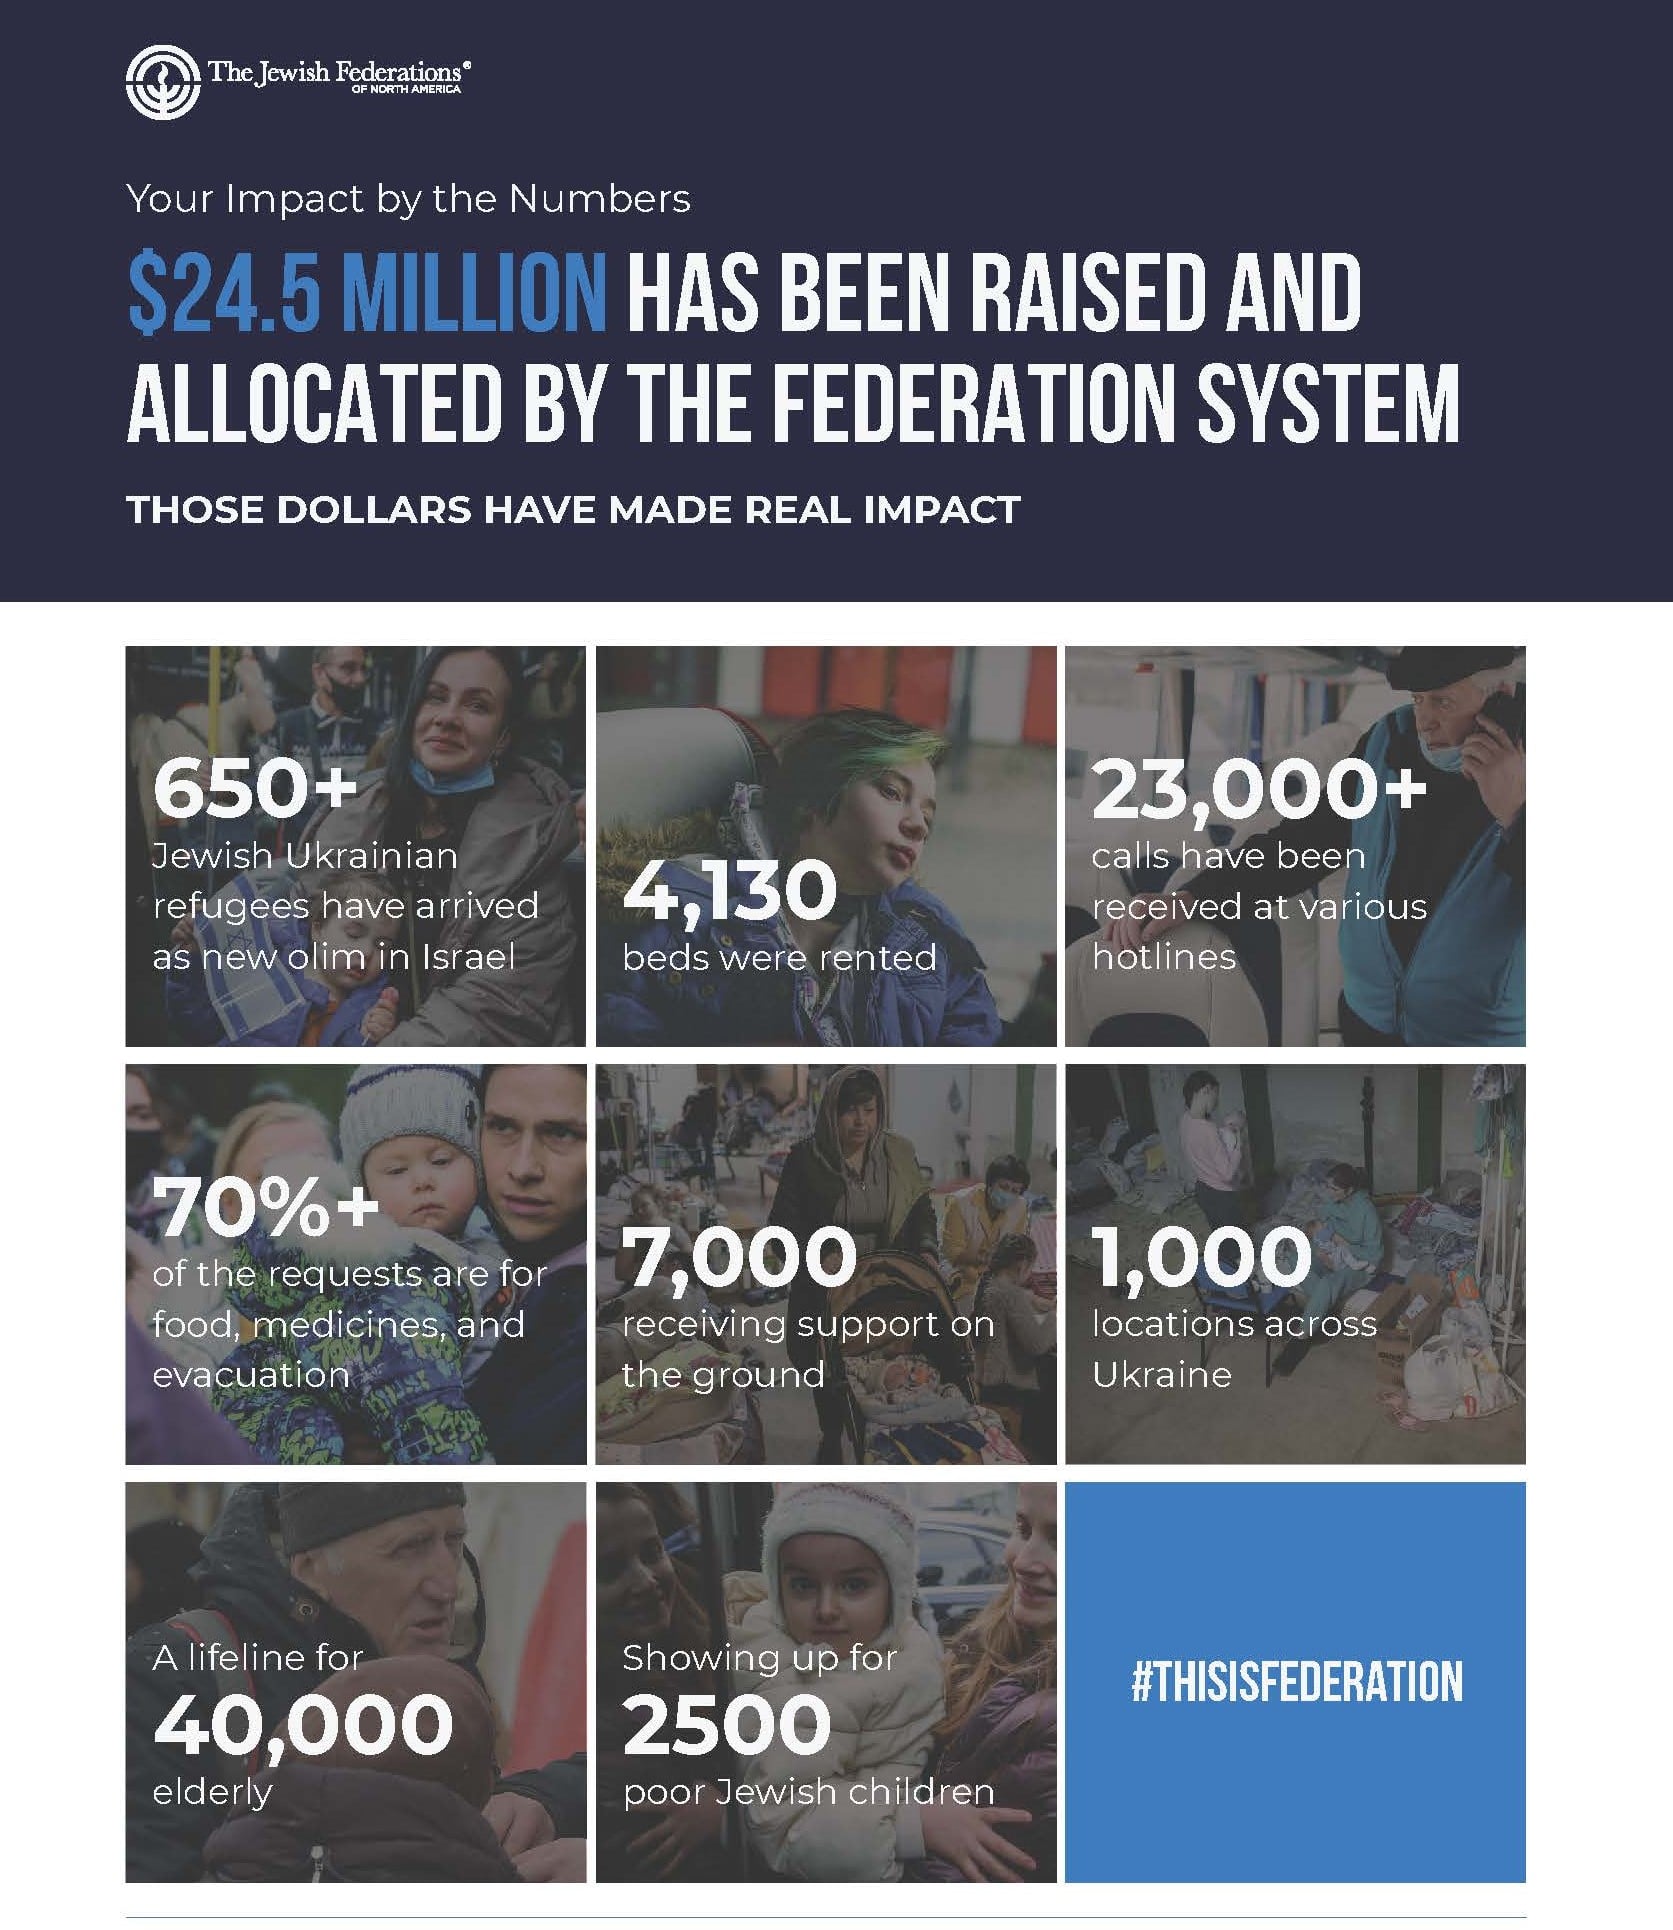 The Jewish Federations®
OF NORTH AMERICA
Your Impact by the Numbers
$24.5 MILLION HAS BEEN RAISED AND
ALLOCATED BY THE FEDERATION SYSTEM
THOSE DOLLARS HAVE MADE REAL IMPACT
650+
Jewish Ukrainian
refugees have arrived
as new olim in Israel
4,130
beds were rented
23,000+
calls have been
received at various
hotlines
70%+
of the requests are for
food, medicines, and
evacuation
7,000
receiving support on
the ground
1,000
locations across
Ukraine
A lifeline for
40,000
elderly
Showing up for
2500
poor Jewish children
#THISISFEDERATION